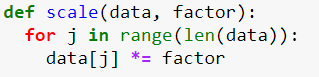 def scale(data, factor):
  for j in range(len(data)):
    data[j] *= factor